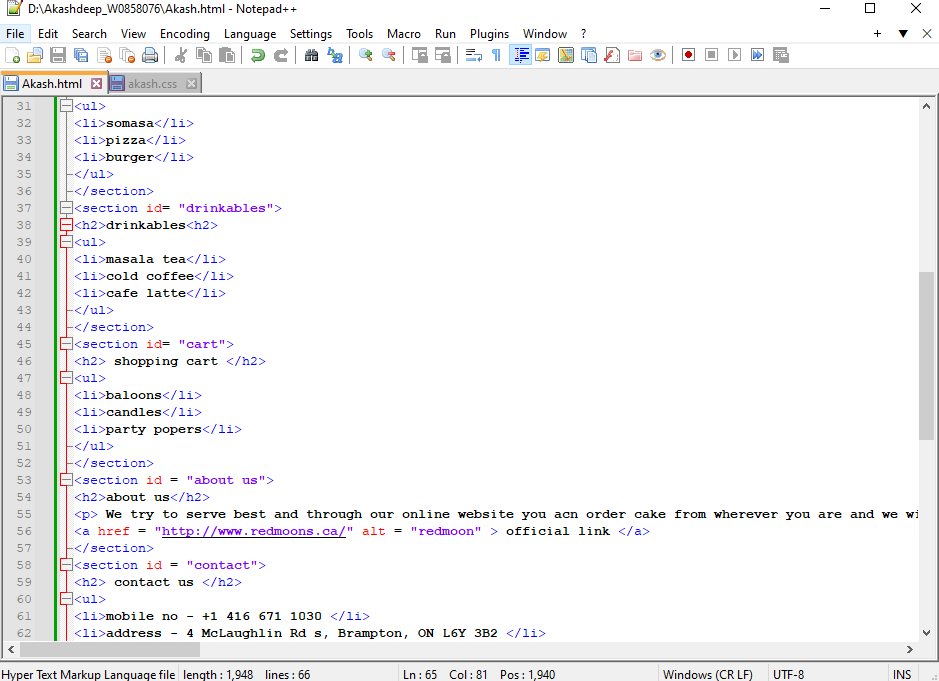 D:\Akashdeep_W0858076\Akash.html - Notepad++
File Edit Search View Encoding Language Settings Tools Macro Run Plugins Window ? + ▼ ✕
Akash.html akash.css
31 <ul>
32 <li>somasa</li>
33 <li>pizza</li>
34 <li>burger</li>
35 </ul>
36 </section>
37 <section id= "drinkables">
38 <h2>drinkables<h2>
39 <ul>
40 <li>masala tea</li>
41 <li>cold coffee</li>
42 <li>cafe latte</li>
43 </ul>
44 </section>
45 <section id= "cart">
46 <h2> shopping cart </h2>
47 <ul>
48 <li>baloons</li>
49 <li>candles</li>
50 <li>party popers</li>
51 </ul>
52 </section>
53 <section id = "about us">
54 <h2>about us</h2>
55 <p> We try to serve best and through our online website you acn order cake from wherever you are and we wi
56 <a href = "http://www.redmoons.ca/" alt = "redmoon" > official link </a>
57 </section>
58 <section id = "contact">
59 <h2> contact us </h2>
60 <ul>
61 <li>mobile no - +1 416 671 1030 </li>
62 <li>address - 4 McLaughlin Rd s, Brampton, ON L6Y 3B2 </li>
Hyper Text Markup Language file length : 1,948 lines : 66 Ln : 65 Col : 81 Pos : 1,940 Windows (CR LF) UTF-8 INS